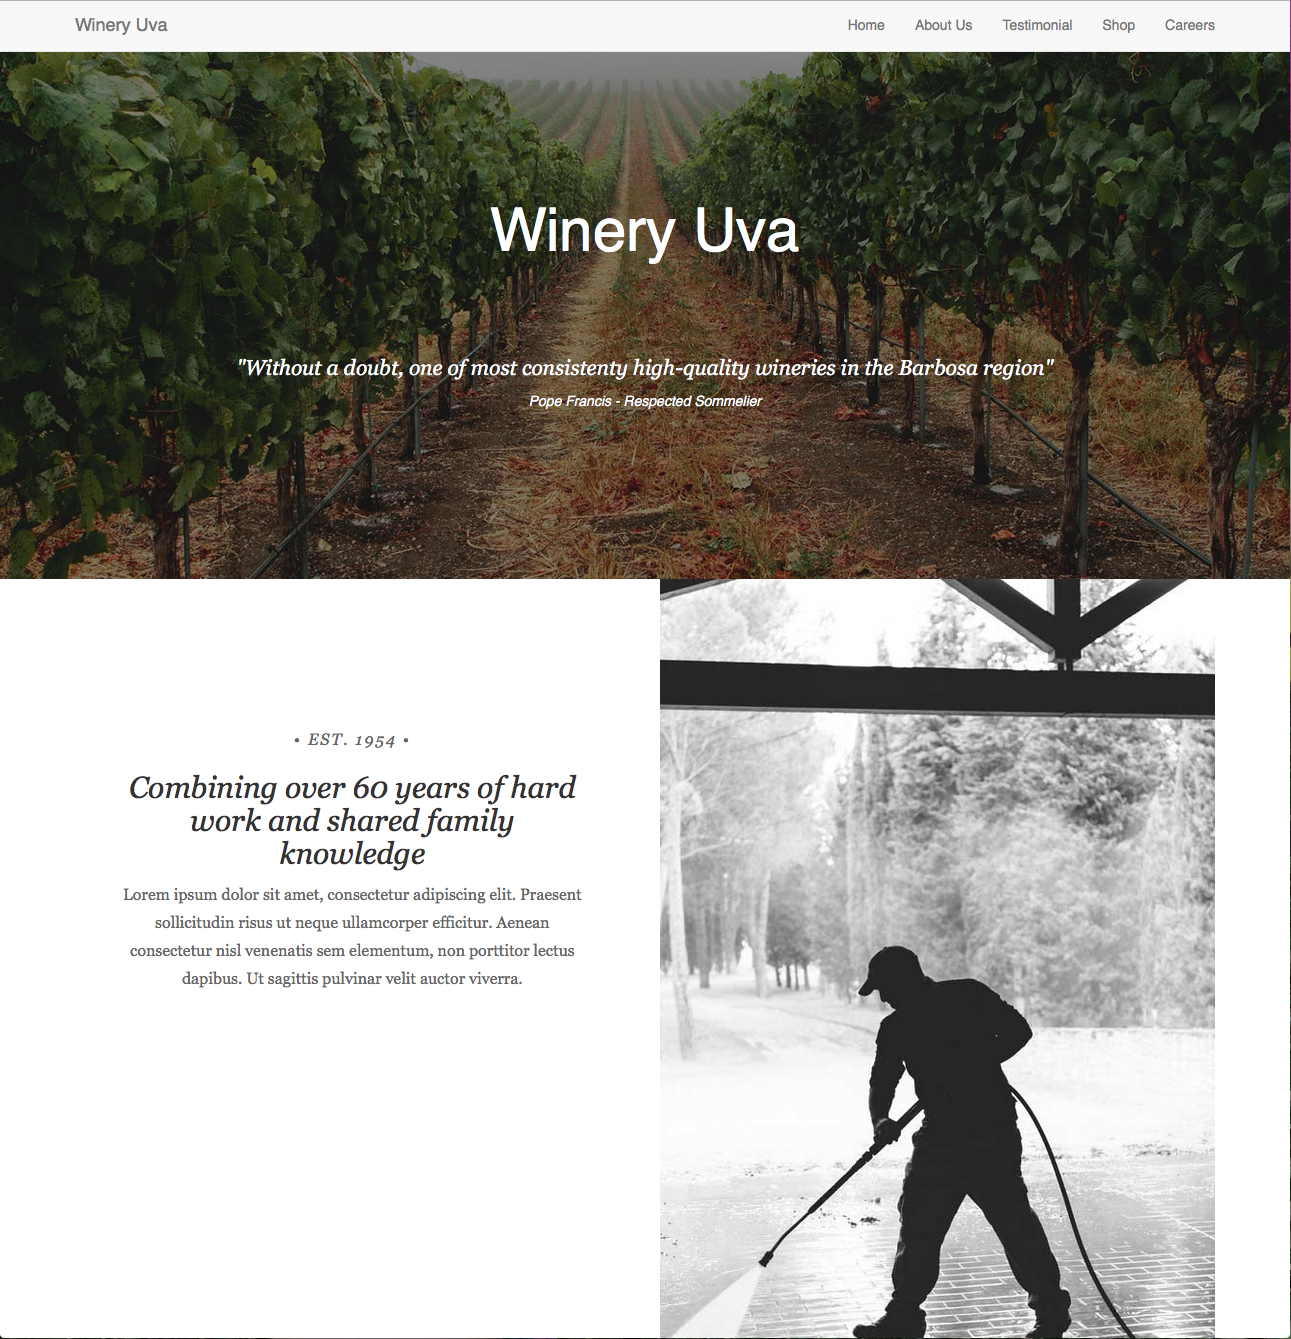 Winery Uva
Home About Us Testimonial Shop Careers
Winery Uva
"Without a doubt, one of most consistenty high-quality wineries in the Barbosa region"
Pope Francis - Respected Sommelier
• EST. 1954 •
Combining over 60 years of hard
work and shared family
knowledge
Lorem ipsum dolor sit amet, consectetur adipiscing elit. Praesent
sollicitudin risus ut neque ullamcorper efficitur. Aenean
consectetur nisl venenatis sem elementum, non porttitor lectus
dapibus. Ut sagittis pulvinar velit auctor viverra.